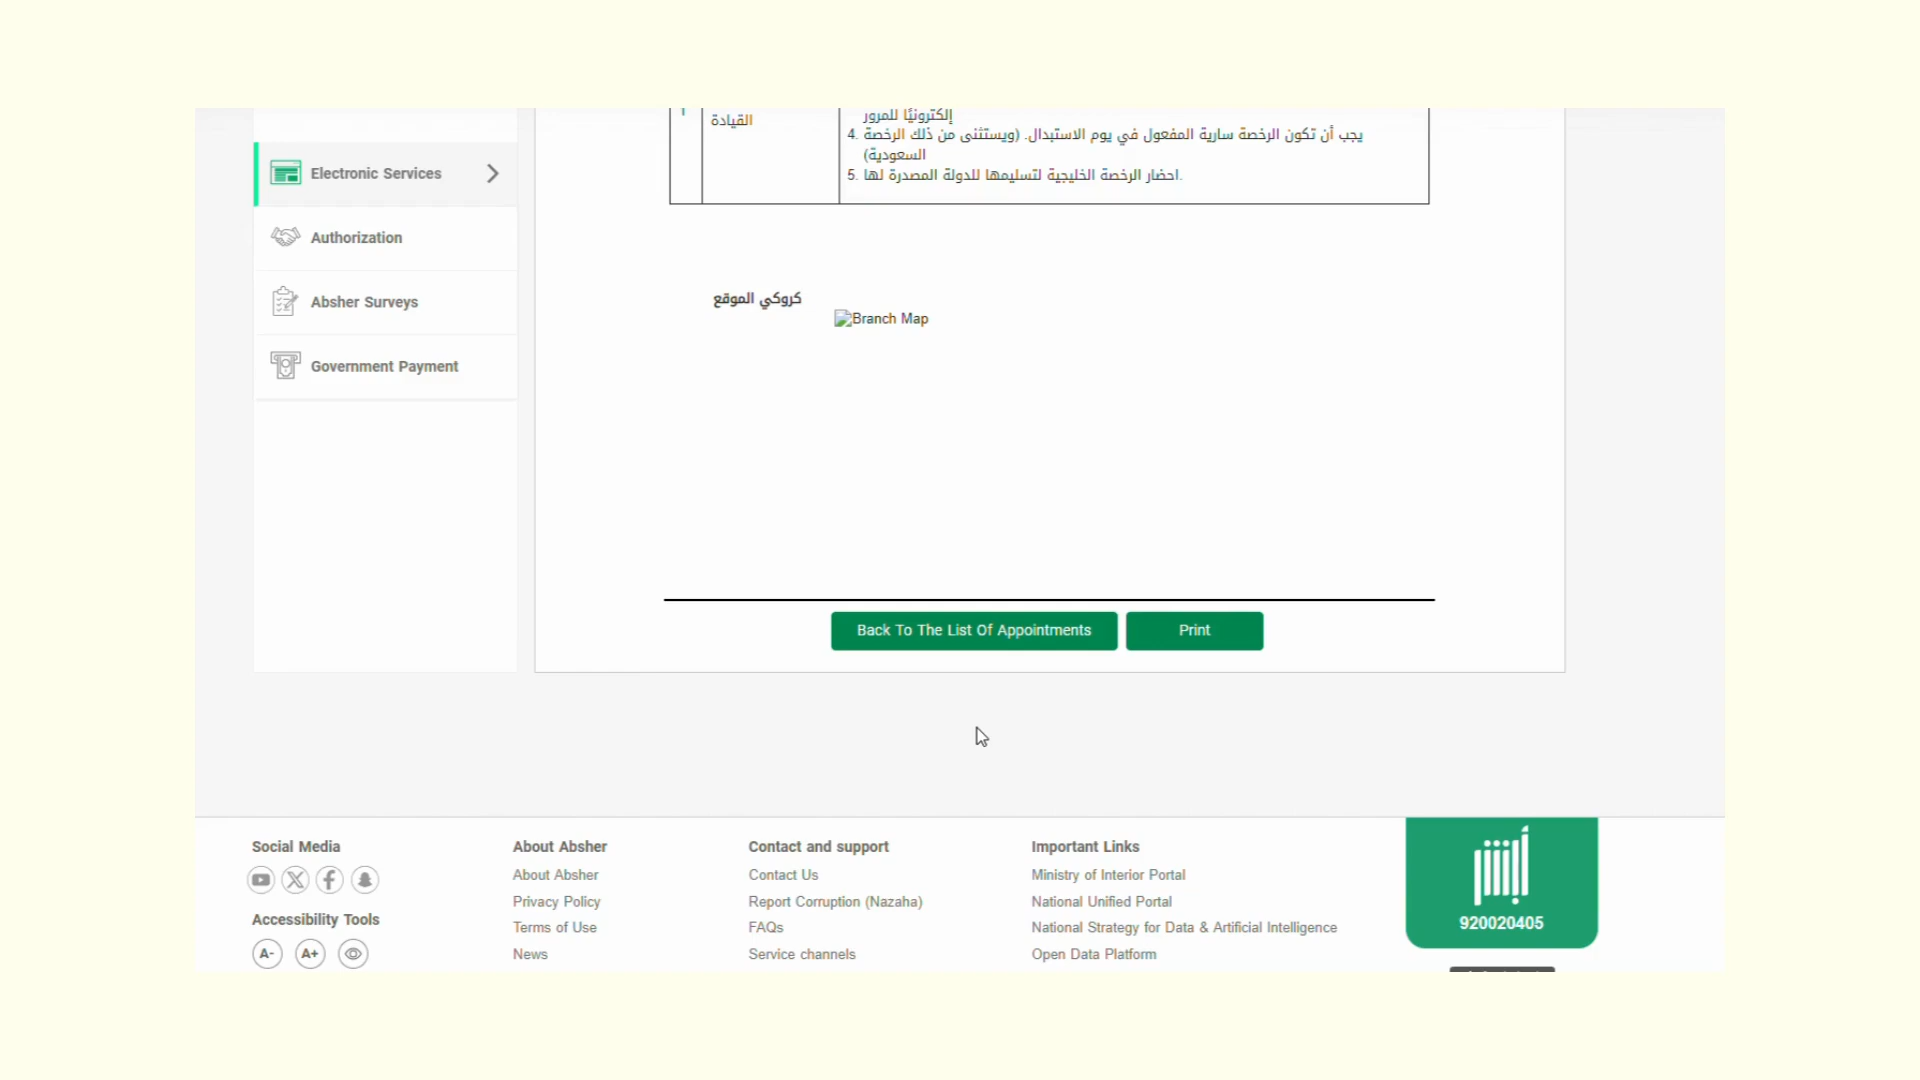 القيادة
إلكترونيًا للمرور
4. يجب أن تكون الرخصة سارية المفعول في يوم الاستبدال. (ويستثنى من ذلك الرخصة
السعودية)
5. احضار الرخصة الخليجية لتسليمها للدولة المصدرة لها.
Electronic Services
Authorization
Absher Surveys
Government Payment
كروكي الموقع
Branch Map
Back To The List Of Appointments
Print
Social Media
Accessibility Tools
A-
A+
About Absher
About Absher
Privacy Policy
Terms of Use
News
Contact and support
Contact Us
Report Corruption (Nazaha)
FAQs
Service channels
Important Links
Ministry of Interior Portal
National Unified Portal
National Strategy for Data & Artificial Intelligence
Open Data Platform
أبشر
920020405